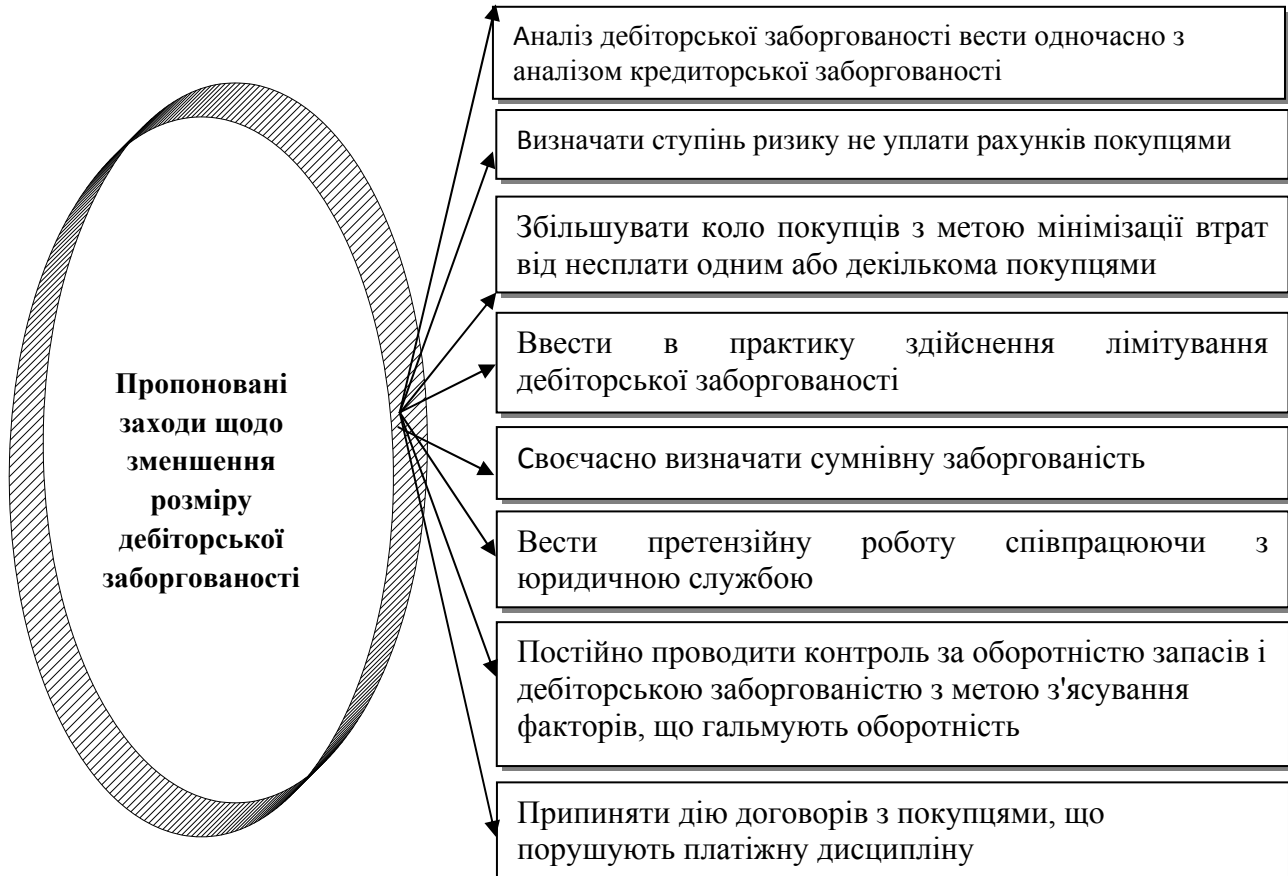 Пропоновані
заходи щодо
зменшення
розміру
дебіторської
заборгованості
Аналіз дебіторської заборгованості вести одночасно з
аналізом кредиторської заборгованості
Визначати ступінь ризику не уплати рахунків покупцями
Збільшувати коло покупців з метою мінімізації втрат
від несплати одним або декількома покупцями
Ввести в практику здійснення лімітування
дебіторської заборгованості
Своєчасно визначати сумнівну заборгованість
Вести претензійну роботу співпрацюючи з
юридичною службою
Постійно проводити контроль за оборотністю запасів і
дебіторською заборгованістю з метою з'ясування
факторів, що гальмують оборотність
Припиняти дію договорів з покупцями, що
порушують платіжну дисципліну